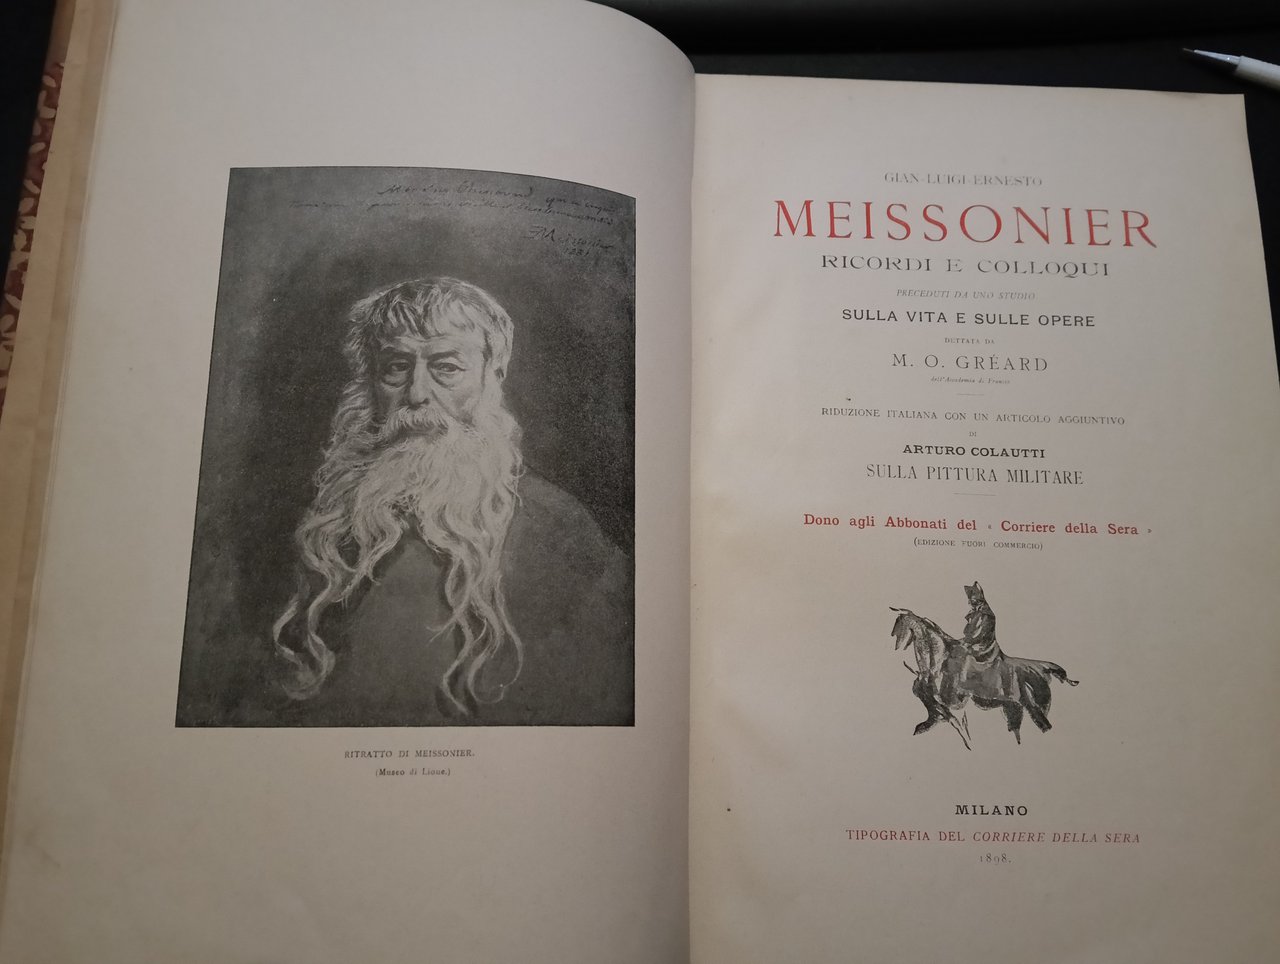 EMeissonier
RITRATTO DI MEISSONIER.
(Museo di Lione.)
GIAN-LUIGI-ERNESTO
MEISSONIER
RICORDI E COLLOQUI
PRECEDUTI DA UNO STUDIO
SULLA VITA E SULLE OPERE
DETTATA DA
M. O. GRÉARD
dell'Accademia di Francia
RIDUZIONE ITALIANA CON UN ARTICOLO AGGIUNTIVO
DI
ARTURO COLAUTTI
SULLA PITTURA MILITARE
Dono agli Abbonati del « Corriere della Sera »
(EDIZIONE FUORI COMMERCIO)
MILANO
TIPOGRAFIA DEL CORRIERE DELLA SERA
1898.